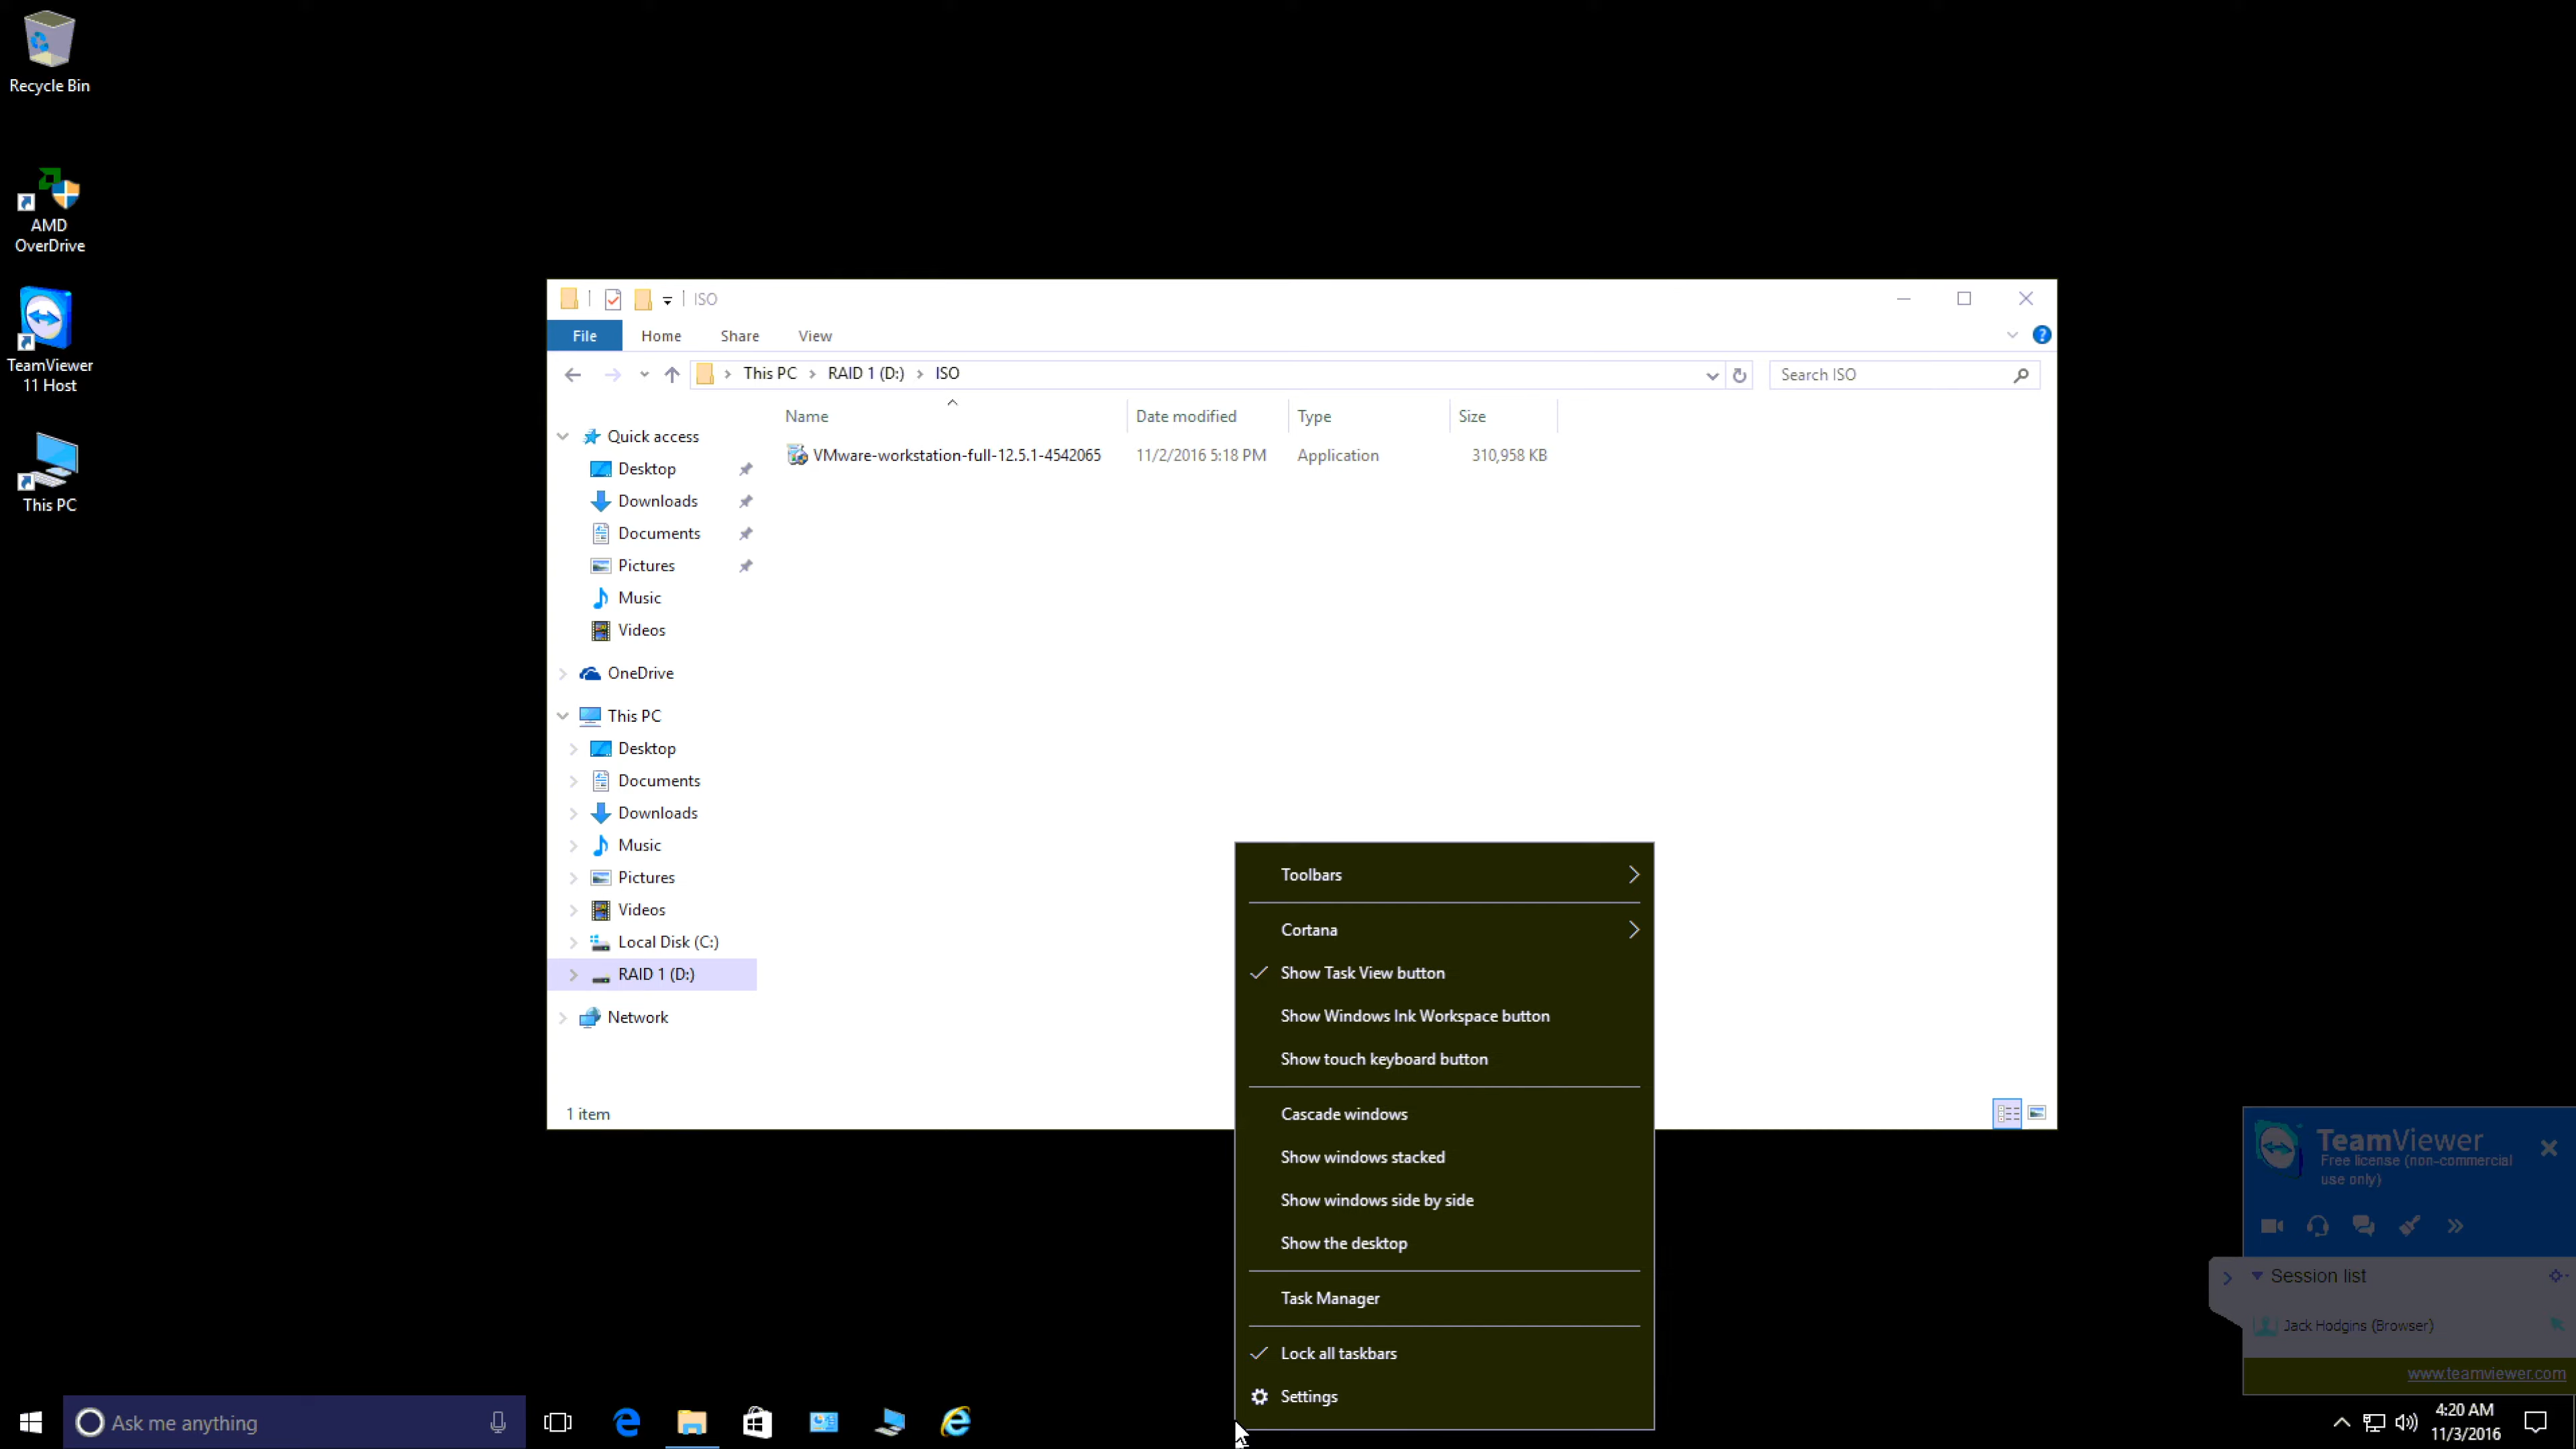 Recycle Bin
AMD
OverDrive
TeamViewer
11 Host
This PC
ISO
File Home Share View
This PC RAID 1 (D:) ISO
Search ISO
Name Date modified Type Size
VMware-workstation-full-12.5.1-4542065 11/2/2016 5:18 PM Application 310,958 KB
Quick access
Desktop
Downloads
Documents
Pictures
Music
Videos
OneDrive
This PC
Desktop
Documents
Downloads
Music
Pictures
Videos
Local Disk (C:)
RAID 1 (D:)
Network
1 item
Toolbars
Cortana
Show Task View button
Show Windows Ink Workspace button
Show touch keyboard button
Cascade windows
Show windows stacked
Show windows side by side
Show the desktop
Task Manager
Lock all taskbars
Settings
TeamViewer
Free license (non-commercial
use only)
Session list
Jack Hodgins (Browser)
www.teamviewer.com
Ask me anything
4:20 AM
11/3/2016